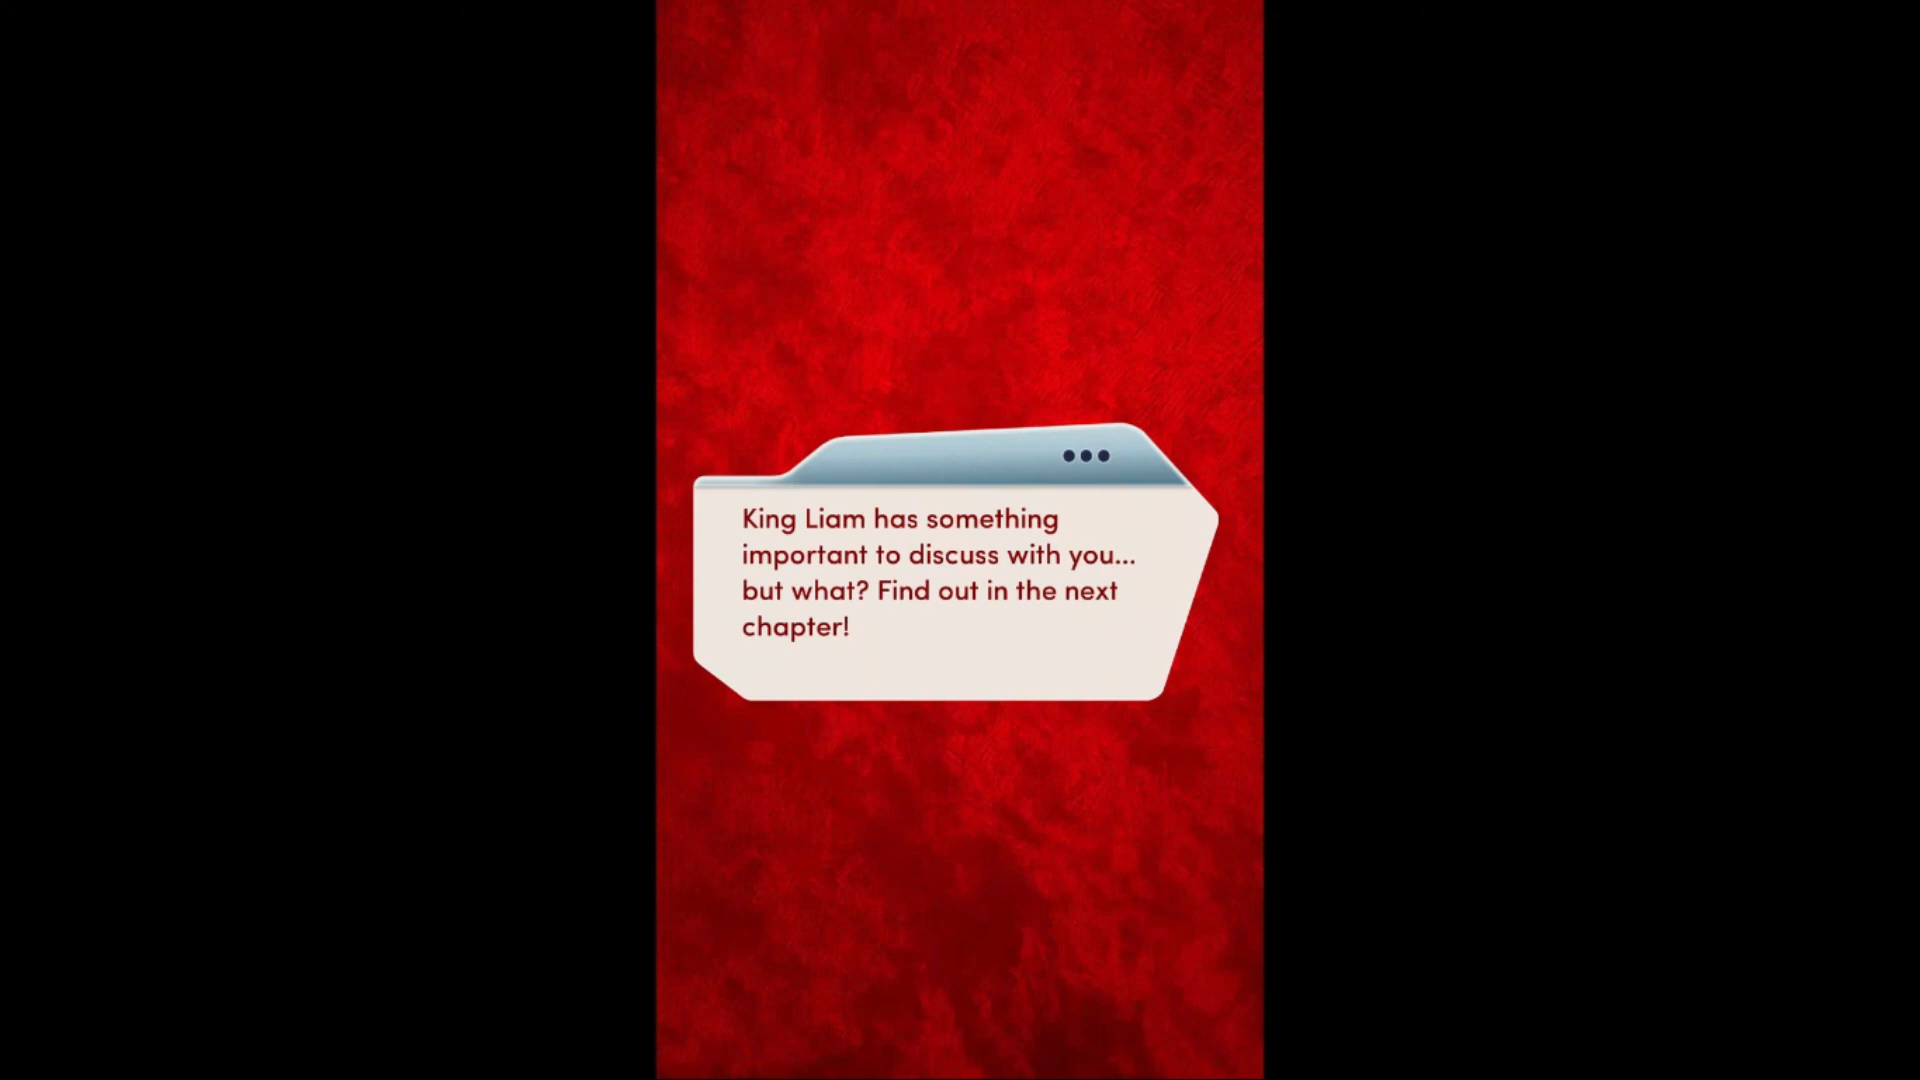 King Liam has something
important to discuss with you...
but what? Find out in the next
chapter!